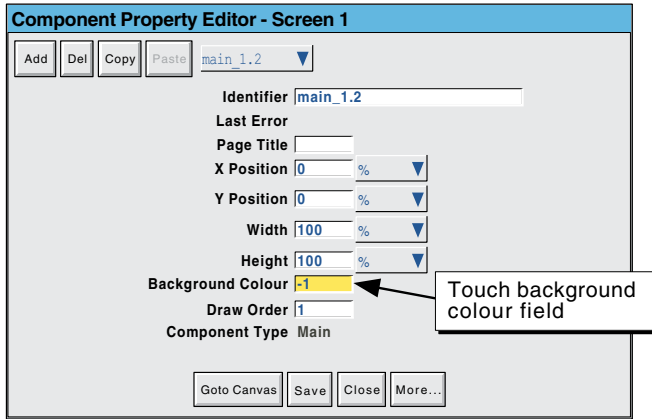 Component Property Editor - Screen 1
Add Del Copy Paste main_1.2
Identifier main_1.2
Last Error
Page Title
X Position 0 %
Y Position 0 %
Width 100 %
Height 100 %
Background Colour -1
Touch background
colour field
Draw Order 1
Component Type Main
Goto Canvas Save Close More...